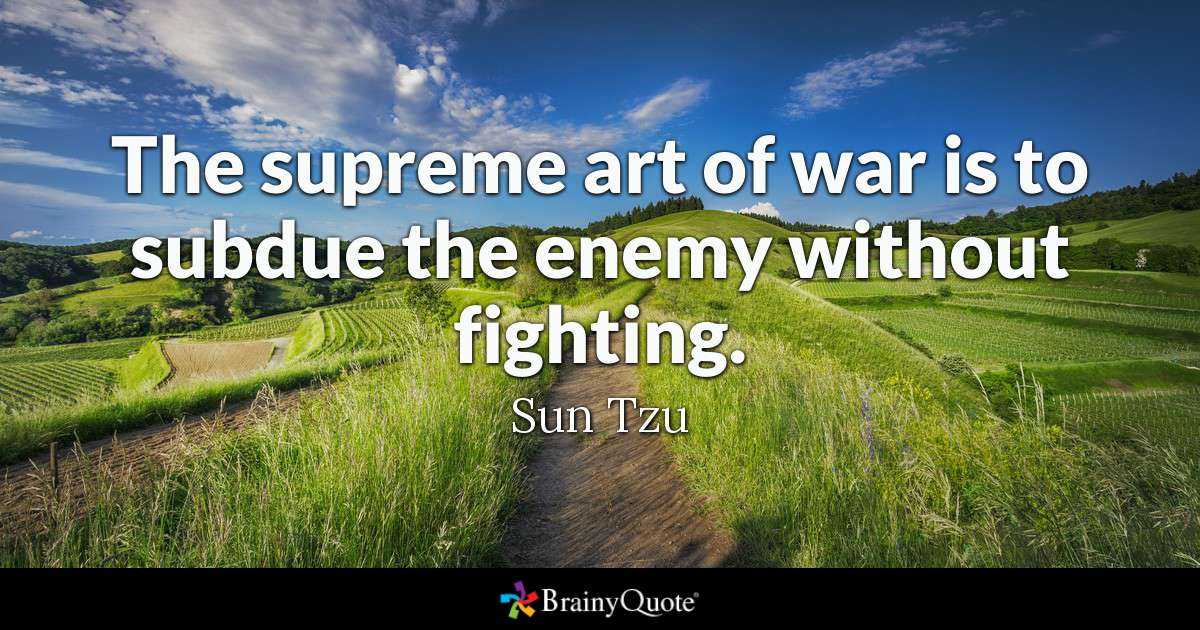 The supreme art of war is to
subdue the enemy without
fighting.
Sun Tzu
BrainyQuote®